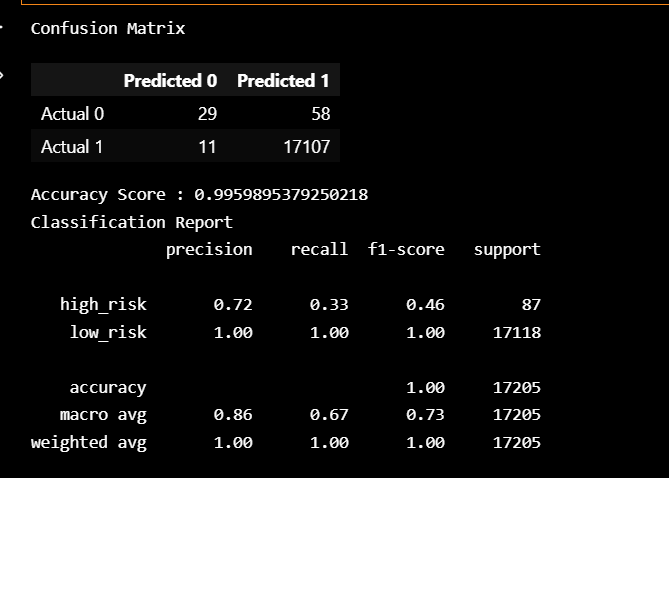 Confusion Matrix
Predicted 0 Predicted 1
Actual 0 29 58
Actual 1 11 17107
Accuracy Score : 0.9959895379250218
Classification Report
precision recall f1-score support
high_risk 0.72 0.33 0.46 87
low_risk 1.00 1.00 1.00 17118
accuracy 1.00 17205
macro avg 0.86 0.67 0.73 17205
weighted avg 1.00 1.00 1.00 17205